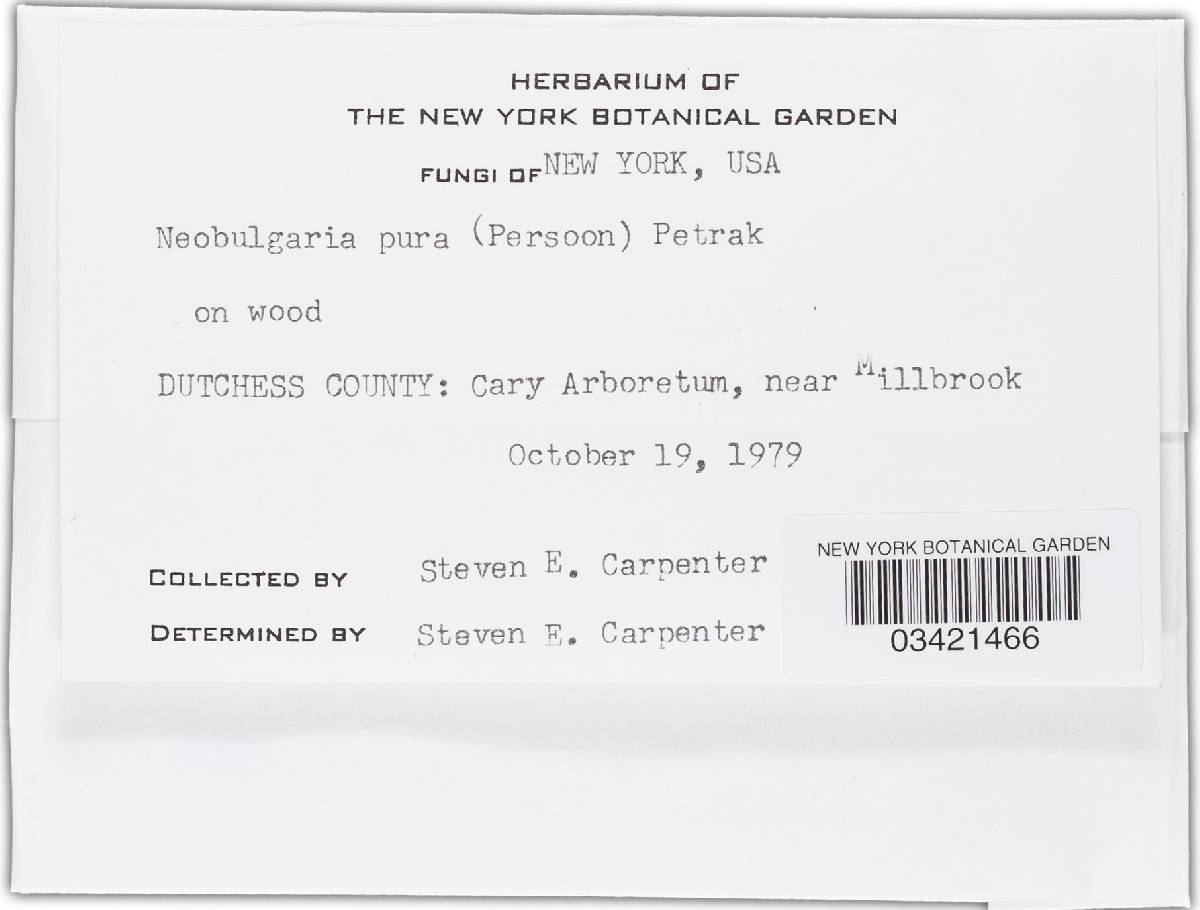 HERBARIUM OF
THE NEW YORK BOTANICAL GARDEN
FUNGI OF NEW YORK, USA
Neobulgaria pura (Persoon) Petrak
on wood
DUTCHESS COUNTY: Cary Arboretum, near Millbrook
October 19, 1979
COLLECTED BY Steven E. Carpenter
DETERMINED BY Steven E. Carpenter
NEW YORK BOTANICAL GARDEN
03421466